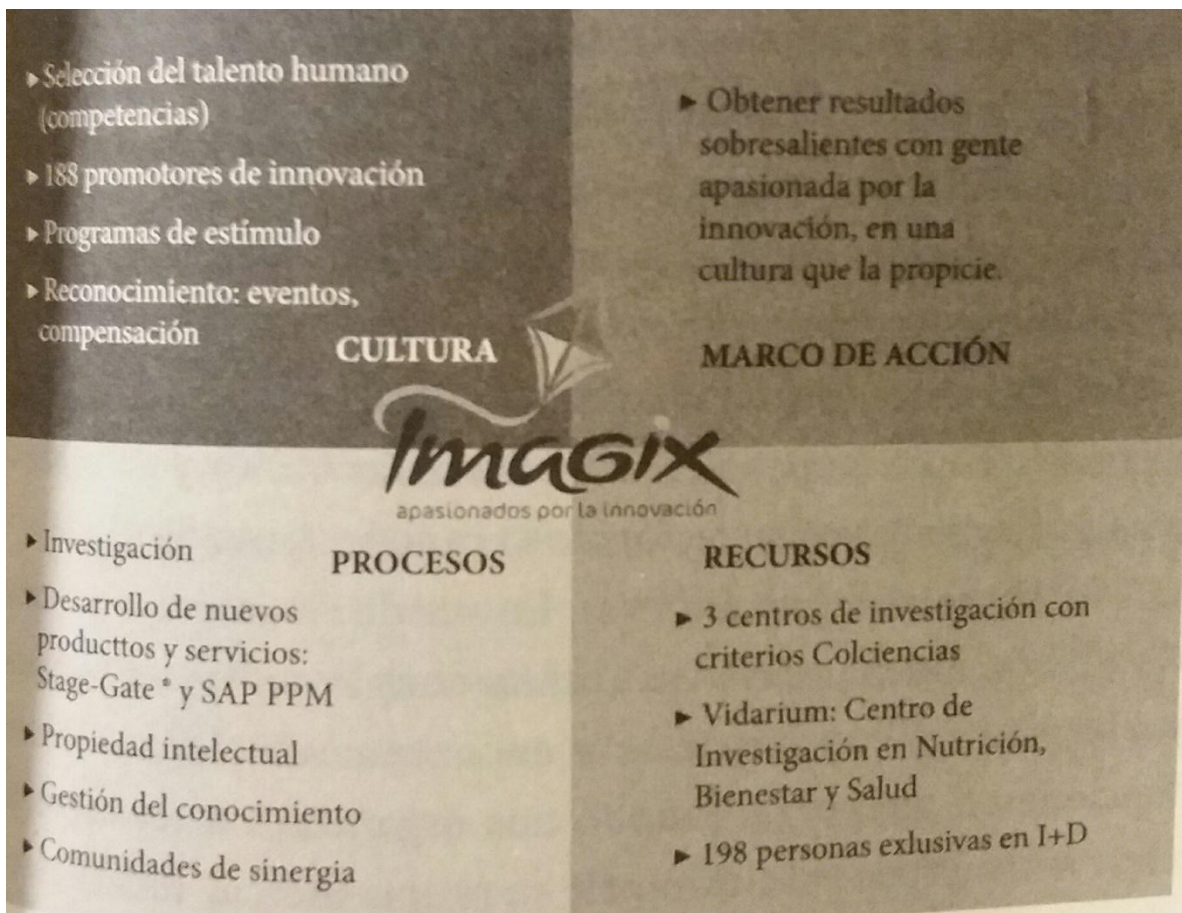 ▸ Selección del talento humano
(competencias)
▸ 188 promotores de innovación
▸ Programas de estímulo
▸ Reconocimiento: eventos,
compensación
CULTURA
▸ Obtener resultados
sobresalientes con gente
apasionada por la
innovación, en una
cultura que la propicie.
MARCO DE ACCIÓN
Imagix
apasionados por la innovación
PROCESOS
▸ Investigación
▸ Desarrollo de nuevos
producttos y servicios:
Stage-Gate ® y SAP PPM
▸ Propiedad intelectual
▸ Gestión del conocimiento
▸ Comunidades de sinergia
RECURSOS
▸ 3 centros de investigación con
criterios Colciencias
▸ Vidarium: Centro de
Investigación en Nutrición,
Bienestar y Salud
▸ 198 personas exlusivas en I+D